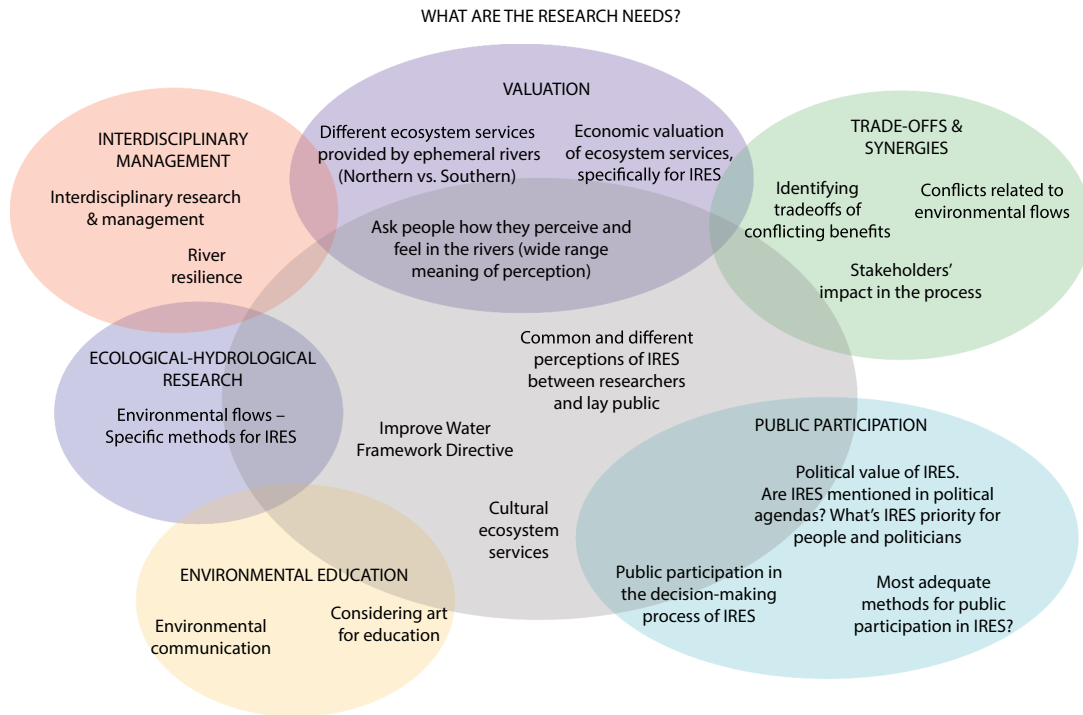 WHAT ARE THE RESEARCH NEEDS?
VALUATION
Different ecosystem services
provided by ephemeral rivers
(Northern vs. Southern)
Economic valuation
of ecosystem services,
specifically for IRES
Ask people how they perceive and
feel in the rivers (wide range
meaning of perception)
INTERDISCIPLINARY
MANAGEMENT
Interdisciplinary research
& management
River
resilience
TRADE-OFFS &
SYNERGIES
Identifying
tradeoffs of
conflicting benefits
Conflicts related to
environmental flows
Stakeholders’
impact in the process
ECOLOGICAL-HYDROLOGICAL
RESEARCH
Environmental flows –
Specific methods for IRES
Common and different
perceptions of IRES
between researchers
and lay public
Improve Water
Framework Directive
Cultural
ecosystem
services
PUBLIC PARTICIPATION
Political value of IRES.
Are IRES mentioned in political
agendas? What’s IRES priority for
people and politicians
Public participation in
the decision-making
process of IRES
Most adequate
methods for public
participation in IRES?
ENVIRONMENTAL EDUCATION
Environmental
communication
Considering art
for education